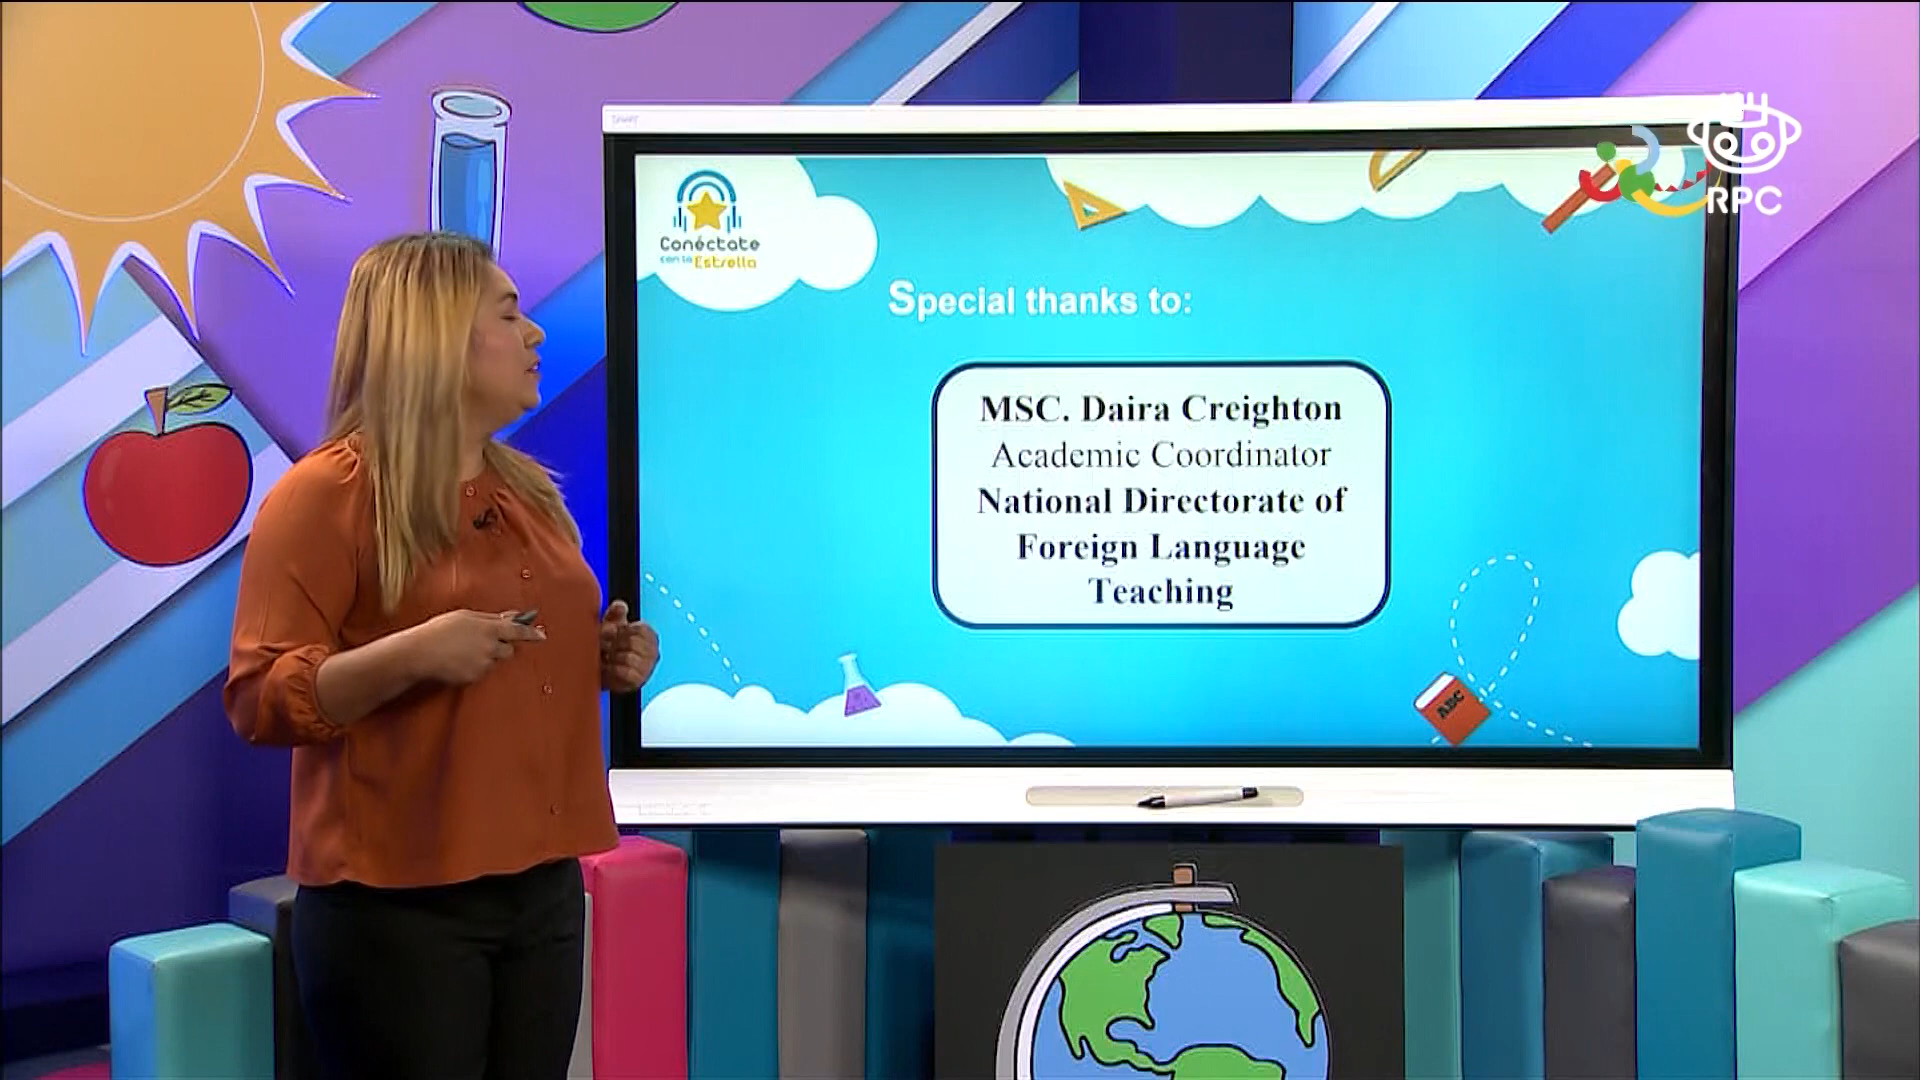 RPC
Conéctate
con la Estrella
Special thanks to:
MSC. Daira Creighton
Academic Coordinator
National Directorate of
Foreign Language
Teaching
ABC